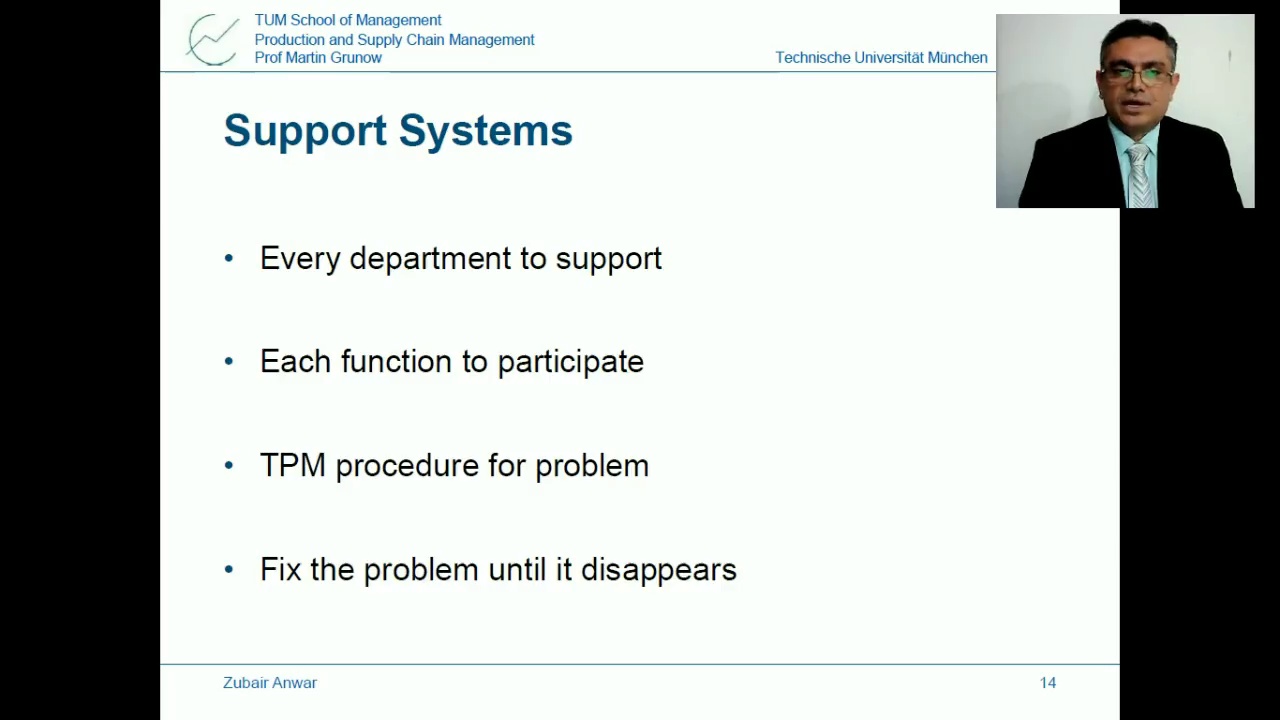 TUM School of Management
Production and Supply Chain Management
Prof Martin Grunow
Technische Universität München
Support Systems
• Every department to support
• Each function to participate
• TPM procedure for problem
• Fix the problem until it disappears
Zubair Anwar
14